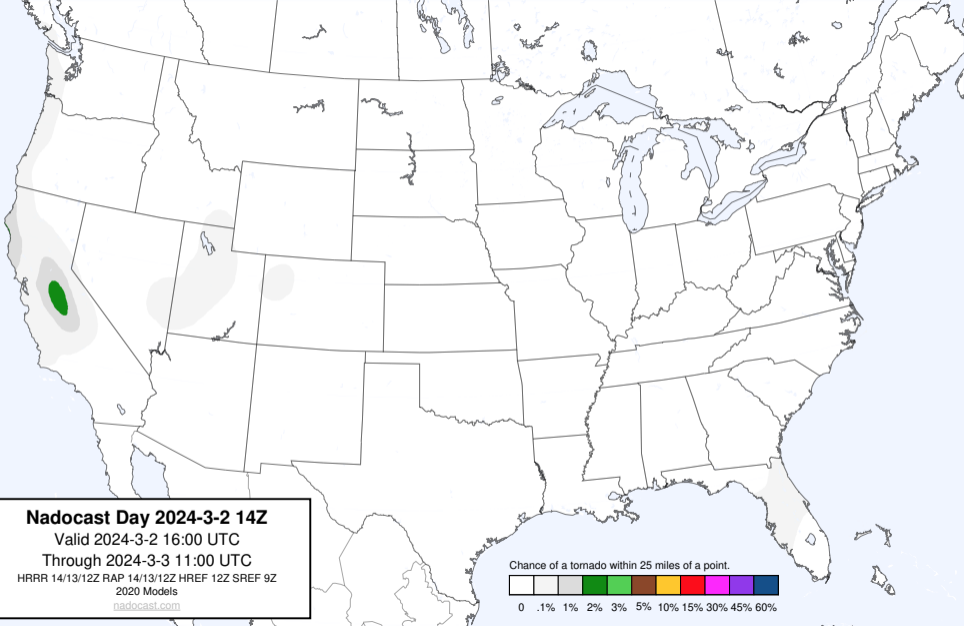 Nadocast Day 2024-3-2 14Z
Valid 2024-3-2 16:00 UTC
Through 2024-3-3 11:00 UTC
HRRR 14/13/12Z RAP 14/13/12Z HREF 12Z SREF 9Z
2020 Models
nadocast.com
Chance of a tornado within 25 miles of a point.
0 .1% 1% 2% 3% 5% 10% 15% 30% 45% 60%